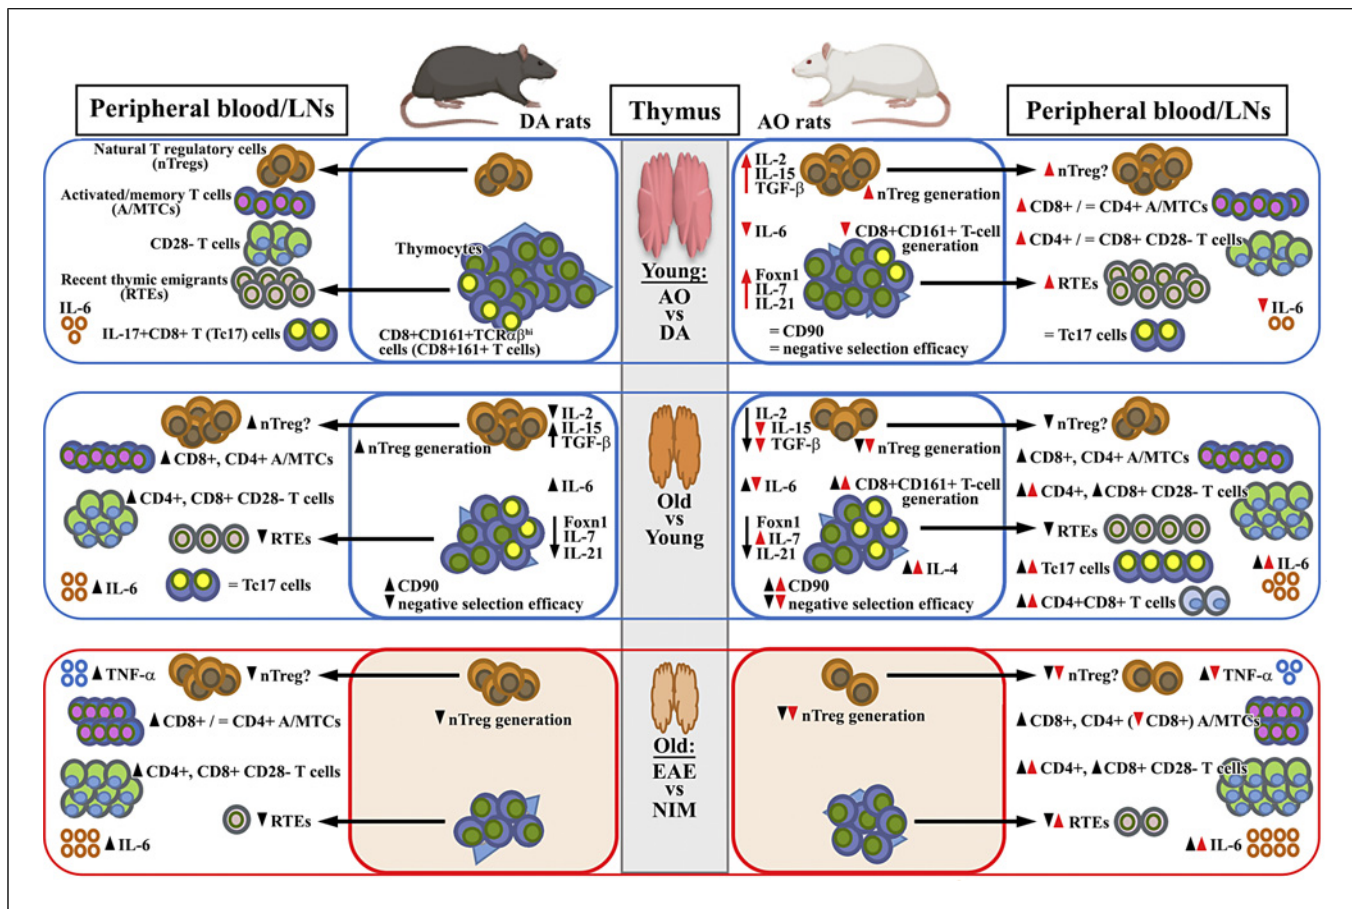 DA rats
AO rats
Peripheral blood/LNs
Thymus
Peripheral blood/LNs
Natural T regulatory cells
(nTregs)
Activated/memory T cells
(A/MTCs)
CD28- T cells
Recent thymic emigrants
(RTEs)
IL-6
IL-17+CD8+ T (Tc17) cells
Thymocytes
CD8+CD161+TCRαβhi
cells (CD8+161+ T cells)
Young:
AO
vs
DA
IL-2
IL-15
TGF-β
▲ nTreg generation
▼ IL-6
▼ CD8+CD161+ T-cell
generation
Foxn1
IL-7
IL-21
= CD90
= negative selection efficacy
▲ nTreg?
▲ CD8+ / = CD4+ A/MTCs
▲ CD4+ / = CD8+ CD28- T cells
▲ RTEs
▼ IL-6
= Tc17 cells
▲ nTreg?
▲ CD8+, CD4+ A/MTCs
▲ CD4+, CD8+ CD28- T cells
▼ RTEs
▲ IL-6
= Tc17 cells
▼ IL-2
▲ IL-15
↑ TGF-β
▲ nTreg generation
▲ IL-6
Foxn1
IL-7
IL-21
▲ CD90
▼ negative selection efficacy
Old
vs
Young
IL-2
▼ IL-15
▼ TGF-β
▼▼ nTreg generation
▲▼ IL-6
▲▲ CD8+CD161+ T-cell
generation
Foxn1
▲ IL-7
IL-21
▲▲ IL-4
▲▲ CD90
▼▼ negative selection efficacy
▼ nTreg?
▲ CD8+, CD4+ A/MTCs
▲▲ CD4+, ▲ CD8+ CD28- T cells
▼ RTEs
▲▲ Tc17 cells
▲▲ IL-6
▲▲ CD4+CD8+ T cells
▲ TNF-α
▼ nTreg?
▲ CD8+ / = CD4+ A/MTCs
▲ CD4+, CD8+ CD28- T cells
▼ RTEs
▲ IL-6
▼ nTreg generation
Old:
EAE
vs
NIM
▼▼ nTreg generation
▼▼ nTreg?
▲▼ TNF-α
▲ CD8+, CD4+ (▼ CD8+) A/MTCs
▲▲ CD4+, ▲ CD8+ CD28- T cells
▼▲ RTEs
▲▲ IL-6